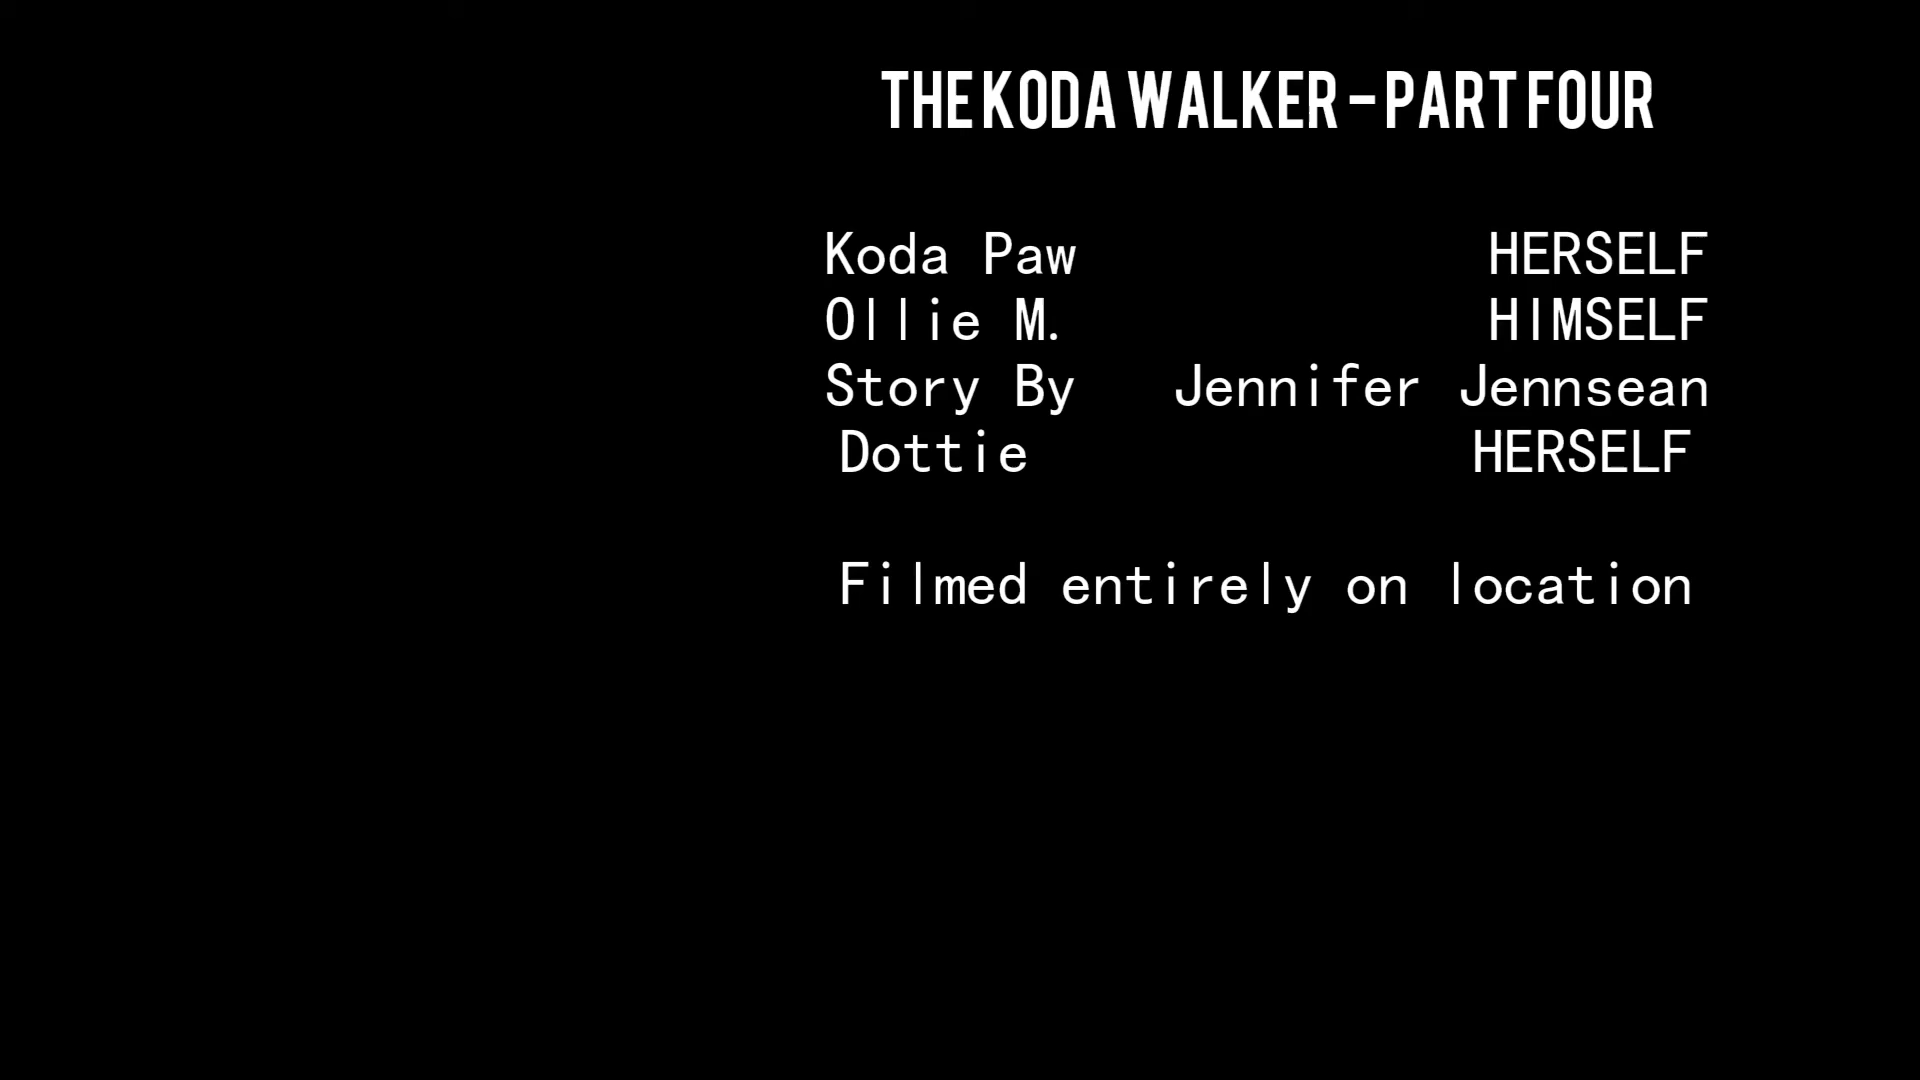 THE KODA WALKER - PART FOUR
Koda Paw HERSELF
Ollie M. HIMSELF
Story By Jennifer Jennsean
Dottie HERSELF
Filmed entirely on location